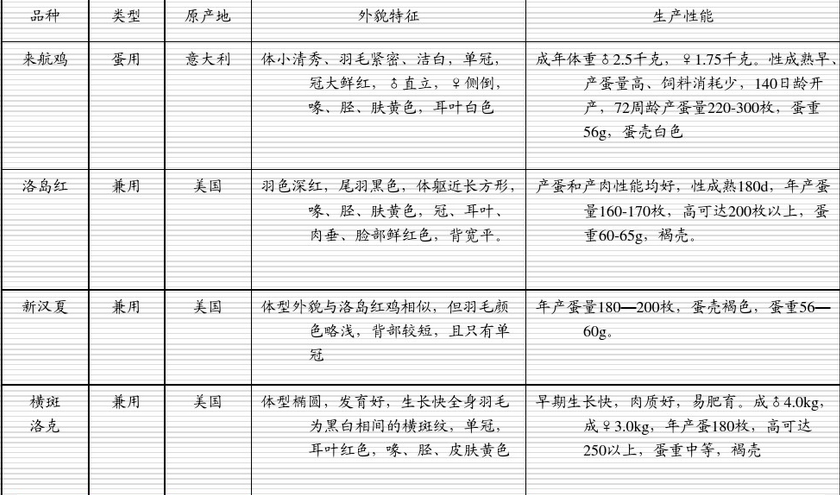 品种 类型 原产地 外貌特征 生产性能
来航鸡 蛋用 意大利 体小清秀、羽毛紧密、洁白，单冠， 成年体重♂2.5千克，♀1.75千克。性成熟早、
冠大鲜红，♂直立，♀侧倒， 产蛋量高、饲料消耗少，140日龄开
喙、胫、肤黄色，耳叶白色 产，72周龄产蛋量220-300枚，蛋重
56g，蛋壳白色
洛岛红 兼用 美国 羽色深红，尾羽黑色，体躯近长方形， 产蛋和产肉性能均好，性成熟180d，年产蛋
喙、胫、肤黄色，冠、耳叶、 量160-170枚，高可达200枚以上，蛋
肉垂、脸部鲜红色，背宽平。 重60-65g，褐壳。
新汉夏 兼用 美国 体型外貌与洛岛红鸡相似，但羽毛颜 年产蛋量180—200枚，蛋壳褐色，蛋重56—
色略浅，背部较短，且只有单 60g。
冠
横斑 兼用 美国 体型椭圆，发育好，生长快全身羽毛 早期生长快，肉质好，易肥育。成♂4.0kg，
洛克 为黑白相间的横斑纹，单冠， 成♀3.0kg，年产蛋180枚，高可达
耳叶红色，喙、胫、皮肤黄色 250以上，蛋重中等，褐壳